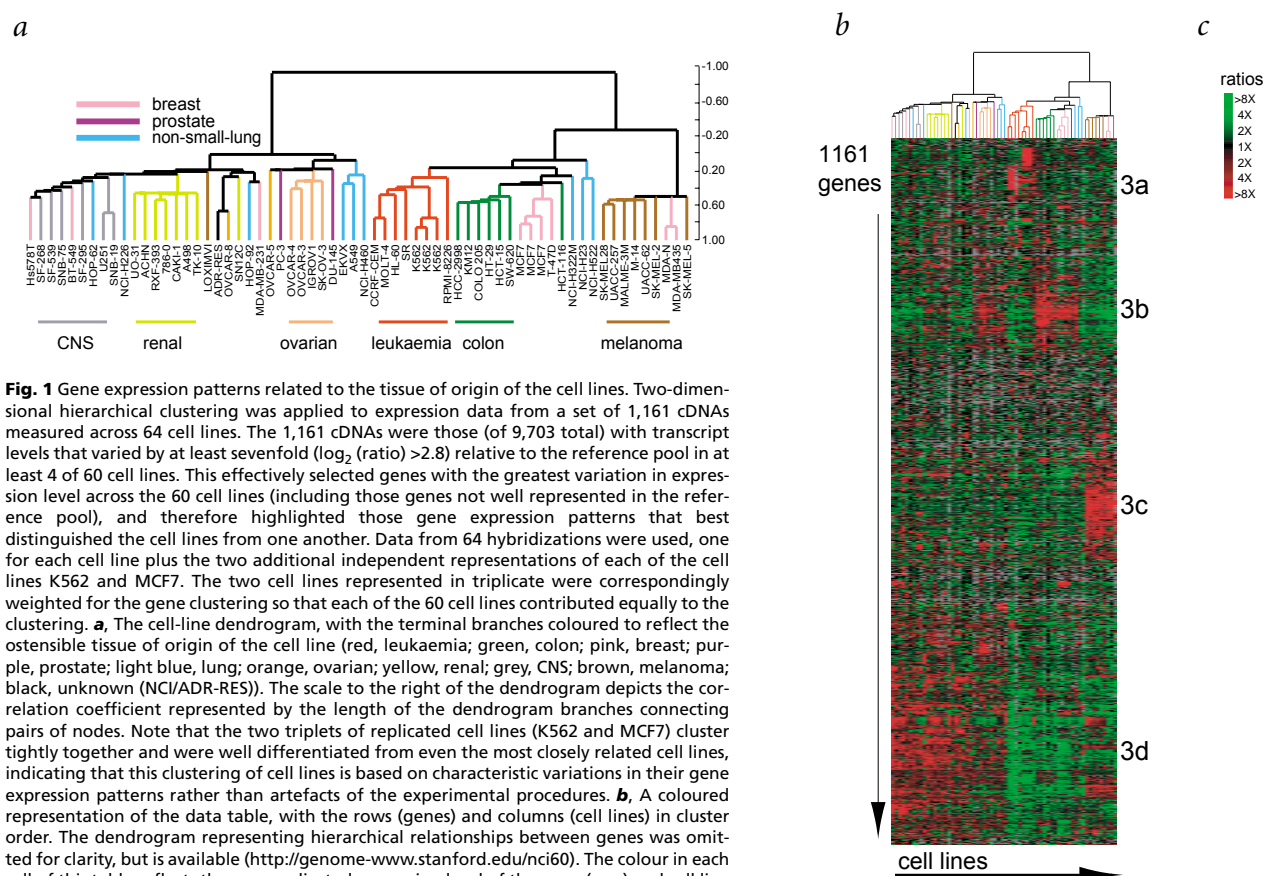 a
b
c
-1.00
-0.60
-0.20
0.20
0.60
1.00
breast
prostate
non-small-lung
Hs578T
SF-268
SF-539
SNB-75
BT-549
SF-295
HOP-62
U251
SNB-19
NCI-H226
UC-31
ACHN
RXF-393
786-0
CAKI-1
A498
TK-10
LOXIMVI
ADR-RES
OVCAR-8
SN12C
HOP-92
MDA-MB-231
OVCAR-5
PC-3
OVCAR-4
OVCAR-3
IGROV1
SK-OV-3
DU-145
EKVX
A549
NCI-H460
CCRF-CEM
MOLT-4
HL-60
SR
K562
K562
K562
RPMI-8226
HCC-2998
KM12
COLO 205
HT-29
HCT-15
SW-620
MCF7
MCF7
MCF7
T-47D
HCT-116
NCI-H322M
NCI-H23
NCI-H522
SK-MEL-28
UACC-257
MALME-3M
M-14
UACC-62
SK-MEL-2
MDA-N
MDA-MB435
SK-MEL-5
CNS
renal
ovarian
leukaemia
colon
melanoma
Fig. 1 Gene expression patterns related to the tissue of origin of the cell lines. Two-dimen-
sional hierarchical clustering was applied to expression data from a set of 1,161 cDNAs
measured across 64 cell lines. The 1,161 cDNAs were those (of 9,703 total) with transcript
levels that varied by at least sevenfold (log2 (ratio) >2.8) relative to the reference pool in at
least 4 of 60 cell lines. This effectively selected genes with the greatest variation in expres-
sion level across the 60 cell lines (including those genes not well represented in the refer-
ence pool), and therefore highlighted those gene expression patterns that best
distinguished the cell lines from one another. Data from 64 hybridizations were used, one
for each cell line plus the two additional independent representations of each of the cell
lines K562 and MCF7. The two cell lines represented in triplicate were correspondingly
weighted for the gene clustering so that each of the 60 cell lines contributed equally to the
clustering. a, The cell-line dendrogram, with the terminal branches coloured to reflect the
ostensible tissue of origin of the cell line (red, leukaemia; green, colon; pink, breast; pur-
ple, prostate; light blue, lung; orange, ovarian; yellow, renal; grey, CNS; brown, melanoma;
black, unknown (NCI/ADR-RES)). The scale to the right of the dendrogram depicts the cor-
relation coefficient represented by the length of the dendrogram branches connecting
pairs of nodes. Note that the two triplets of replicated cell lines (K562 and MCF7) cluster
tightly together and were well differentiated from even the most closely related cell lines,
indicating that this clustering of cell lines is based on characteristic variations in their gene
expression patterns rather than artefacts of the experimental procedures. b, A coloured
representation of the data table, with the rows (genes) and columns (cell lines) in cluster
order. The dendrogram representing hierarchical relationships between genes was omit-
ted for clarity, but is available (http://genome-www.stanford.edu/nci60). The colour in each
1161
genes
3a
3b
3c
3d
cell lines
ratios
>8X
4X
2X
1X
2X
4X
>8X